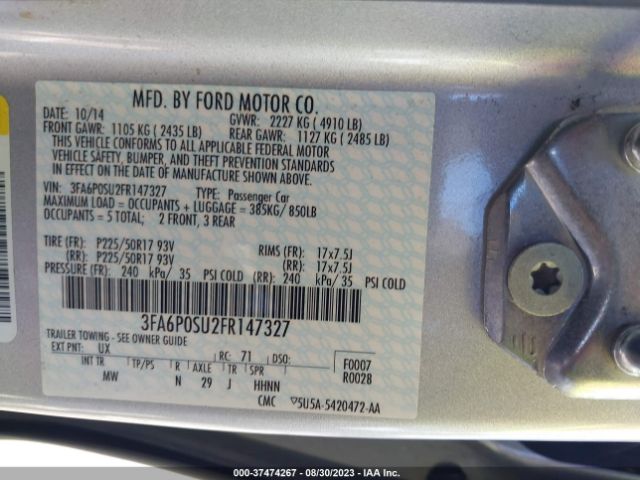 MFD. BY FORD MOTOR CO.
DATE: 10/14 GVWR: 2227 KG ( 4910 LB)
FRONT GAWR: 1105 KG ( 2435 LB) REAR GAWR: 1127 KG ( 2485 LB)
THIS VEHICLE CONFORMS TO ALL APPLICABLE FEDERAL MOTOR
VEHICLE SAFETY, BUMPER, AND THEFT PREVENTION STANDARDS
IN EFFECT ON THE DATE OF MANUFACTURE SHOWN ABOVE.
VIN: 3FA6P0SU2FR147327 TYPE: Passenger Car
MAXIMUM LOAD = OCCUPANTS + LUGGAGE = 385KG/ 850LB
OCCUPANTS = 5 TOTAL; 2 FRONT, 3 REAR
TIRE (FR): P225/50R17 93V RIMS (FR): 17x7.5J
(RR): P225/50R17 93V (RR): 17x7.5J
PRESSURE (FR): 240 kPa/ 35 PSI COLD (RR): 240 kPa/ 35 PSI COLD
3FA6P0SU2FR147327
TRAILER TOWING - SEE OWNER GUIDE
EXT PNT: UX RC: 71 DSO: F0007
INT TR TP/PS R AXLE TR SPR R0028
MW N 29 J HHNN
CMC ▽5U5A-5420472-AA
000-37474267 - 08/30/2023 - IAA Inc.